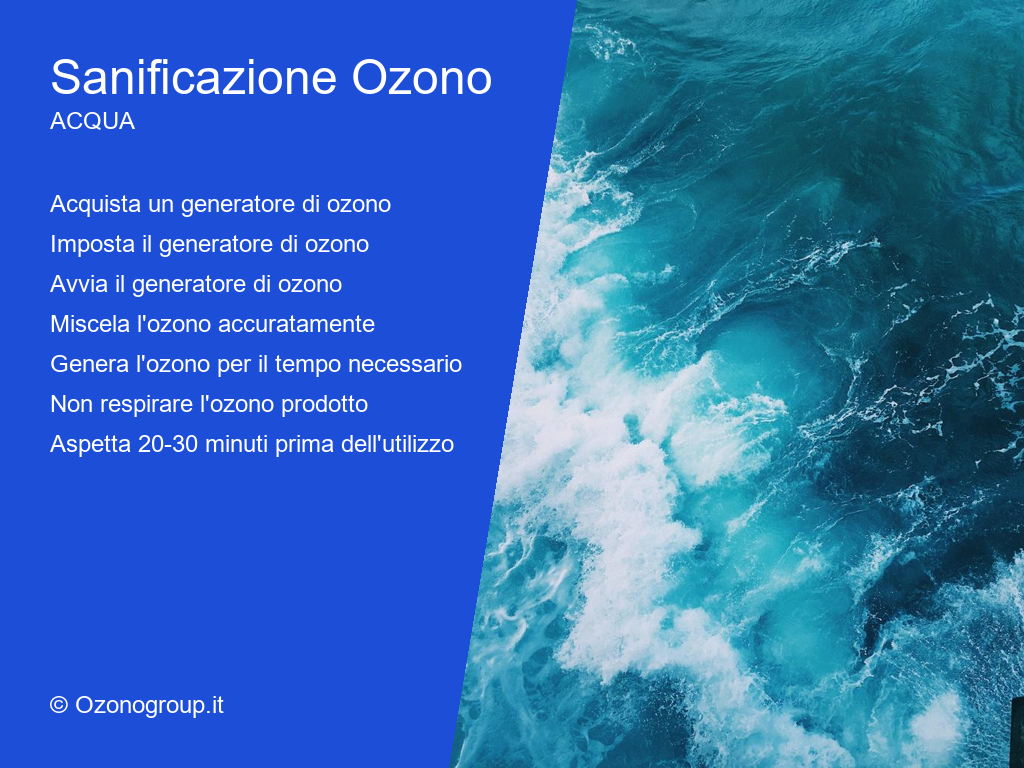 Sanificazione Ozono
ACQUA
Acquista un generatore di ozono
Imposta il generatore di ozono
Avvia il generatore di ozono
Miscela l'ozono accuratamente
Genera l'ozono per il tempo necessario
Non respirare l'ozono prodotto
Aspetta 20-30 minuti prima dell'utilizzo
© Ozonogroup.it